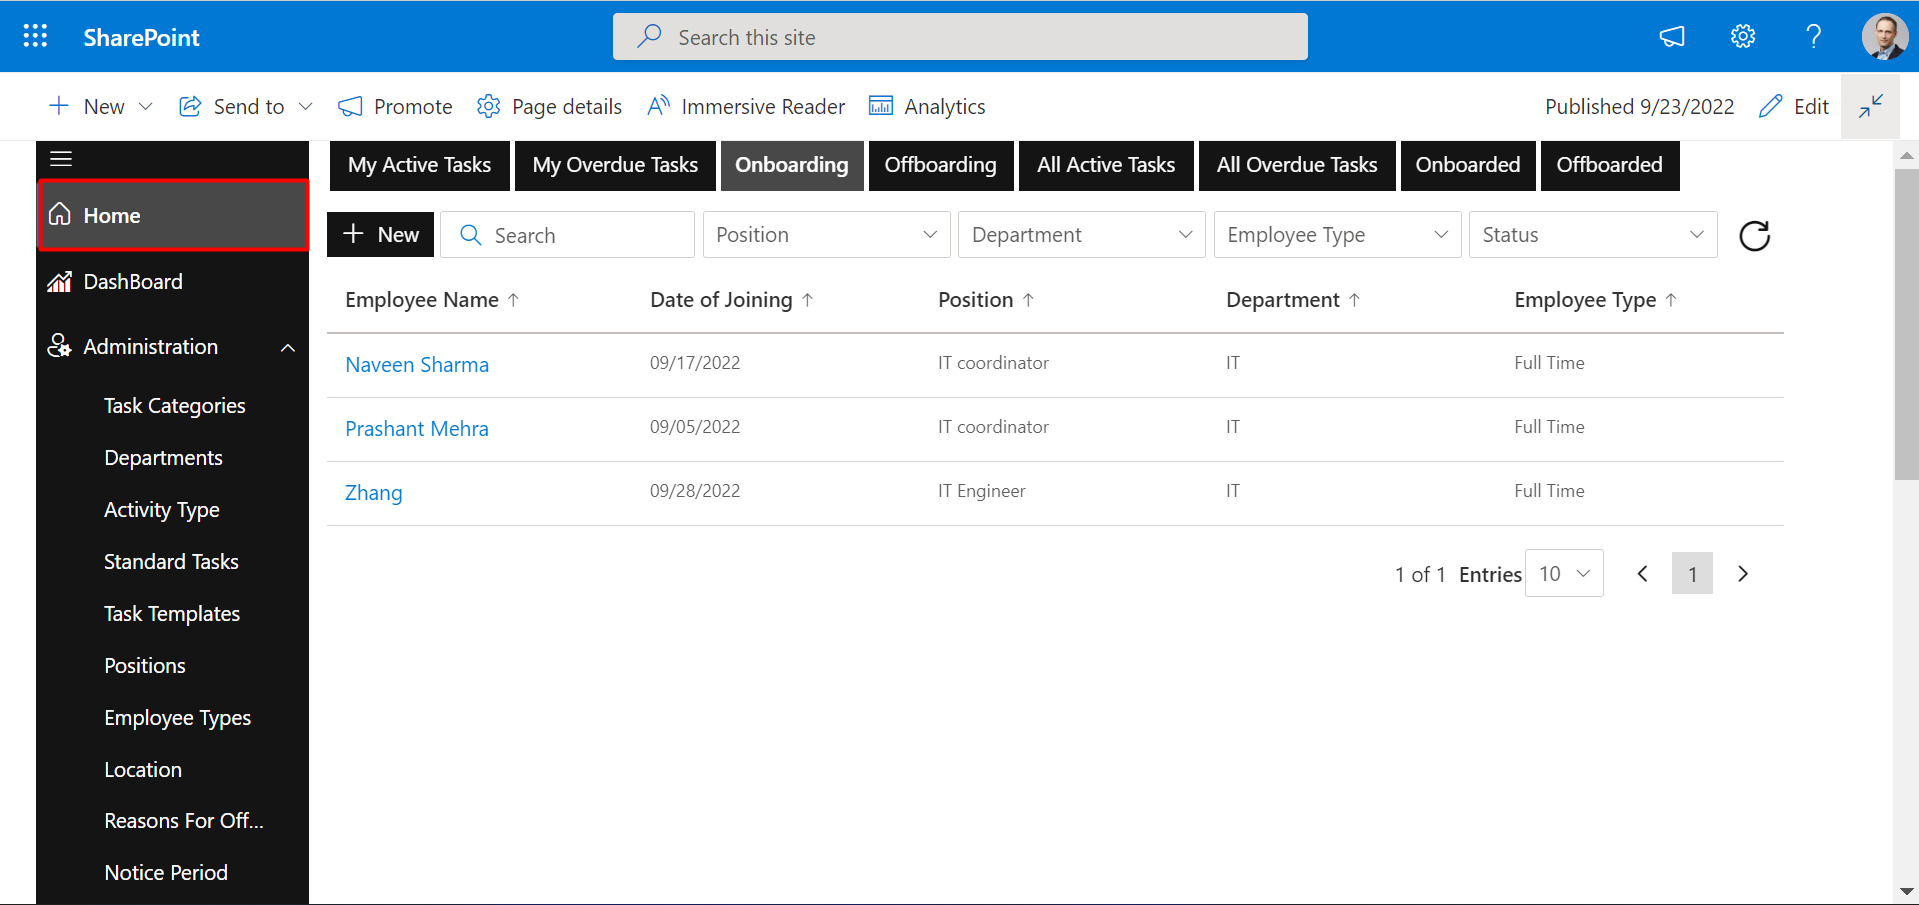 SharePoint
Search this site
New
Send to
Promote
Page details
Immersive Reader
Analytics
Published 9/23/2022
Edit
My Active Tasks
My Overdue Tasks
Onboarding
Offboarding
All Active Tasks
All Overdue Tasks
Onboarded
Offboarded
Home
DashBoard
Administration
Task Categories
Departments
Activity Type
Standard Tasks
Task Templates
Positions
Employee Types
Location
Reasons For Off...
Notice Period
New
Search
Position
Department
Employee Type
Status
Employee Name Date of Joining Position Department Employee Type
Naveen Sharma 09/17/2022 IT coordinator IT Full Time
Prashant Mehra 09/05/2022 IT coordinator IT Full Time
Zhang 09/28/2022 IT Engineer IT Full Time
1 of 1 Entries 10 1